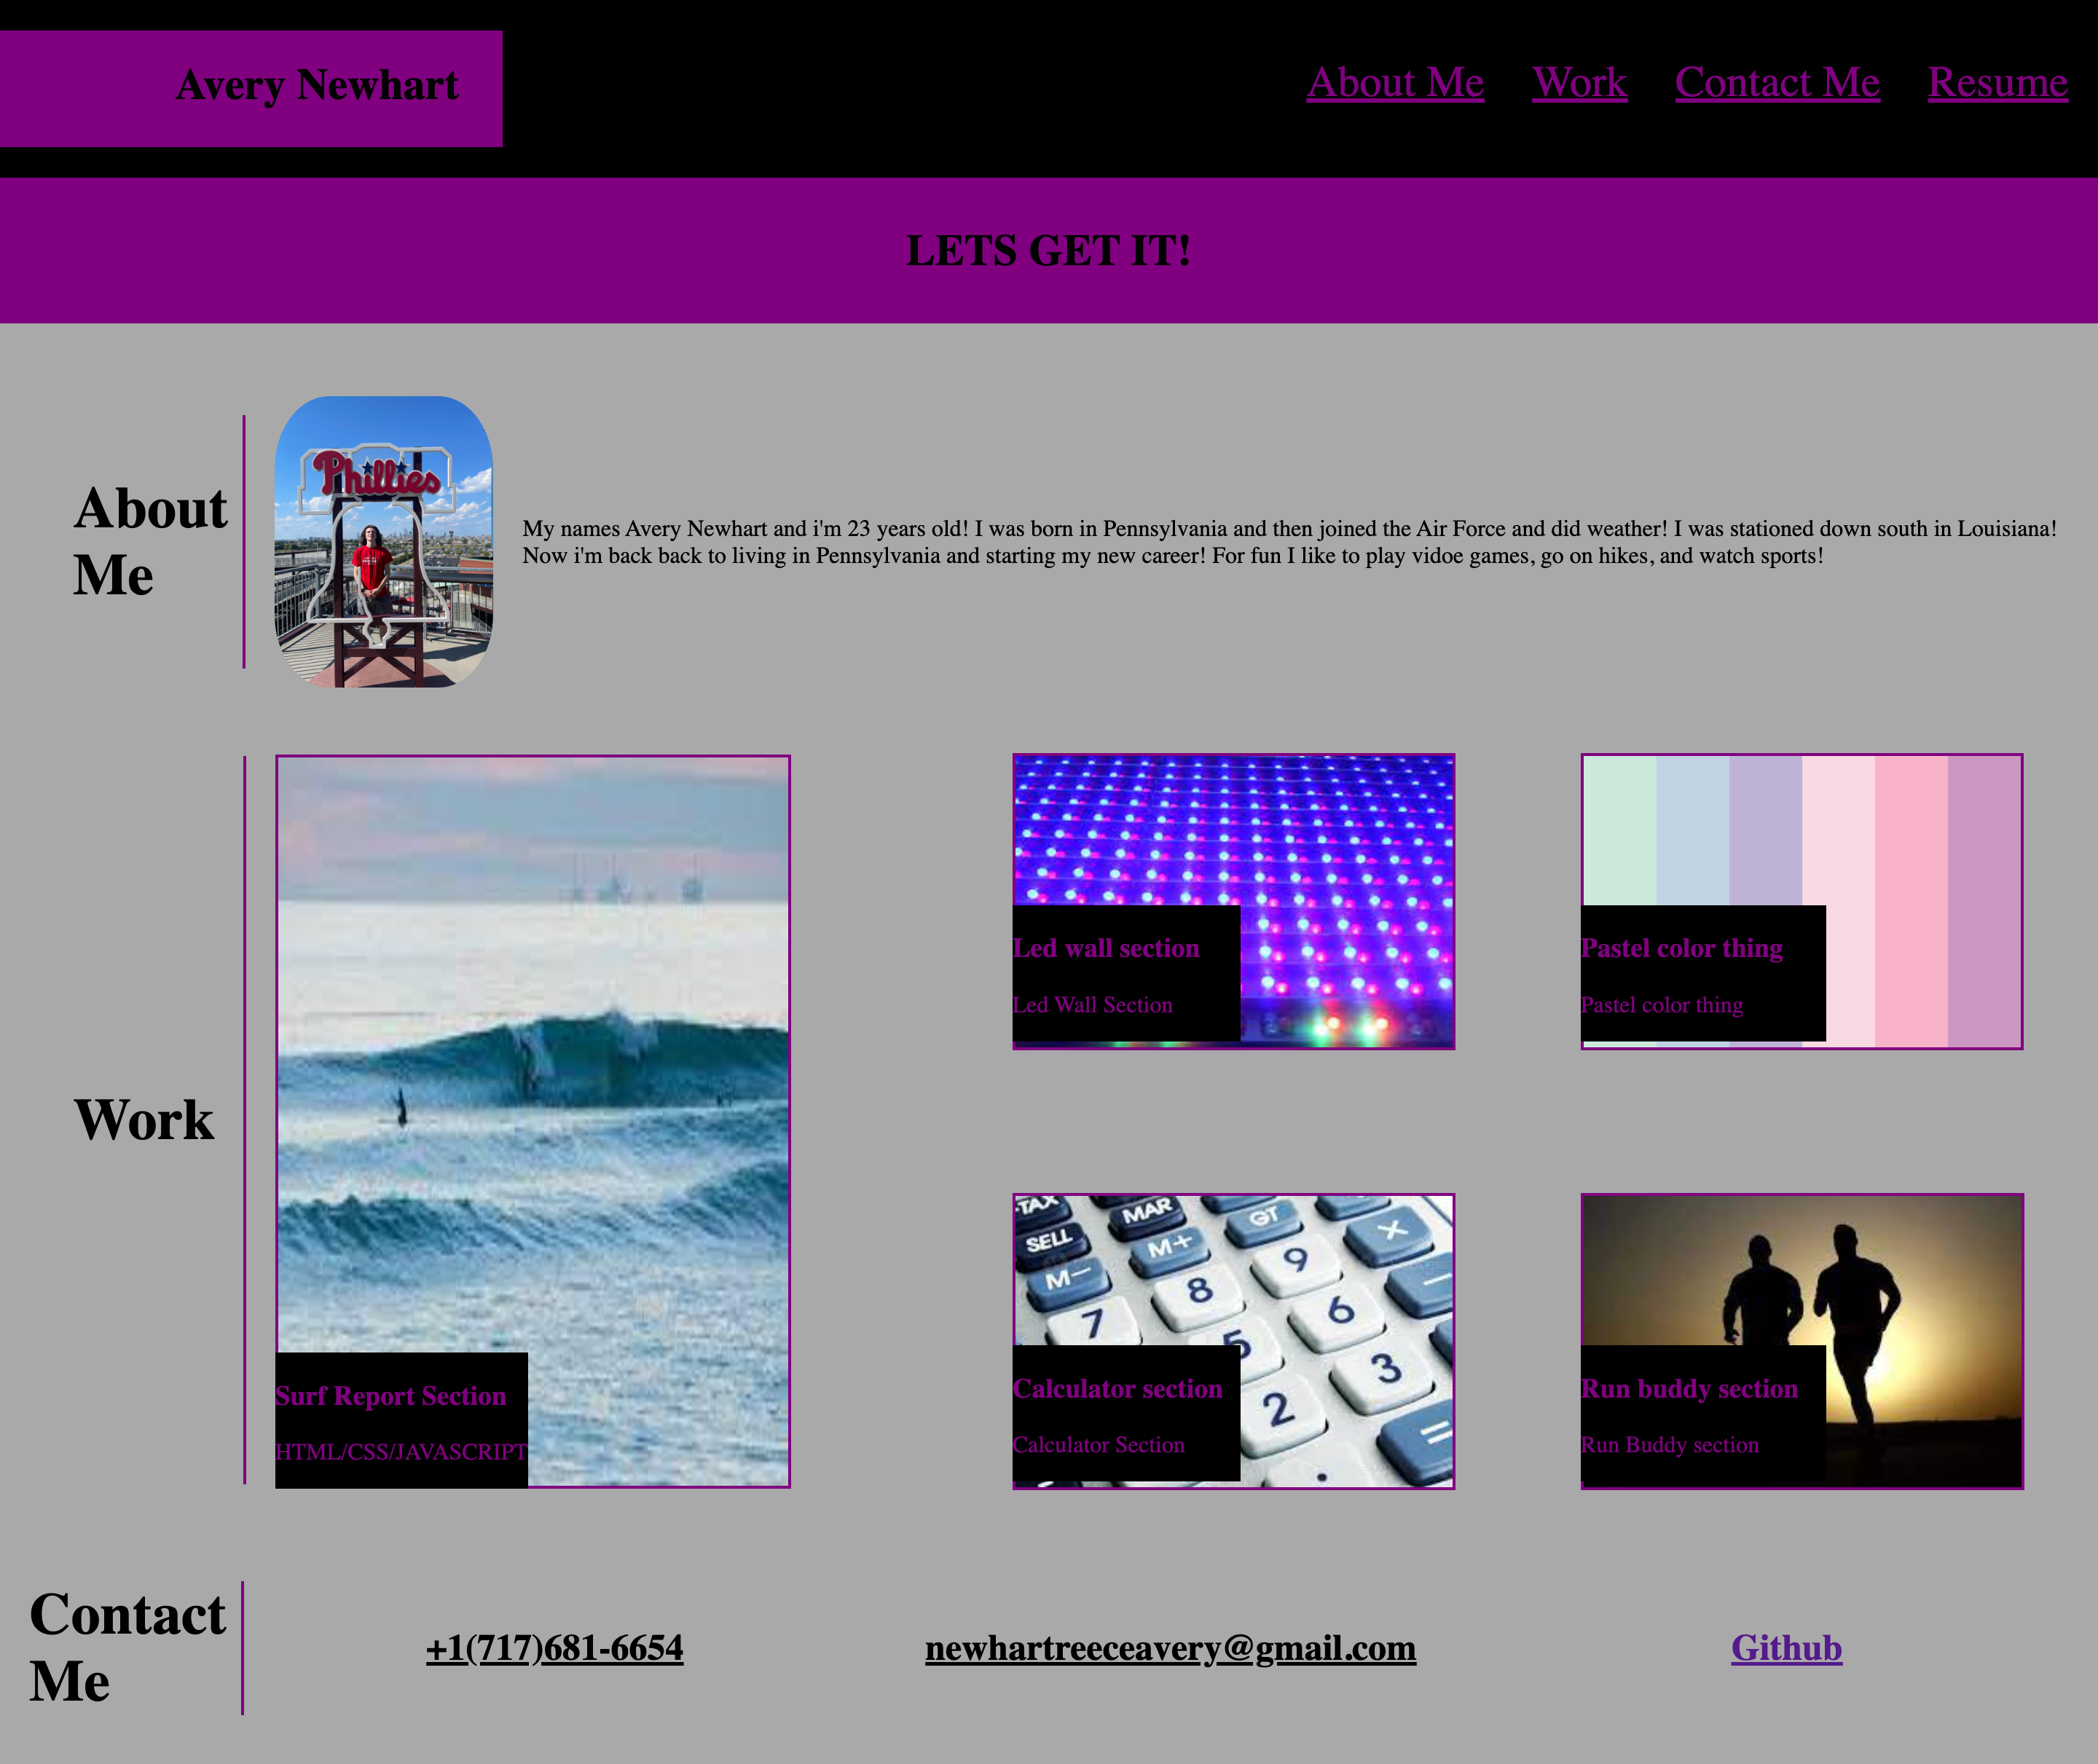 Avery Newhart
About Me
Work
Contact Me
Resume
LETS GET IT!
About
Me
Phillies
My names Avery Newhart and i'm 23 years old! I was born in Pennsylvania and then joined the Air Force and did weather! I was stationed down south in Louisiana!
Now i'm back back to living in Pennsylvania and starting my new career! For fun I like to play vidoe games, go on hikes, and watch sports!
Work
Surf Report Section
HTML/CSS/JAVASCRIPT
Led wall section
Led Wall Section
Pastel color thing
Pastel color thing
TAX MAR GT ×
SELL M+ 9 −
M− 8 6
7 5 3
2 =
.
Calculator section
Calculator Section
Run buddy section
Run Buddy section
Contact
Me
+1(717)681-6654
newhartreeceavery@gmail.com
Github